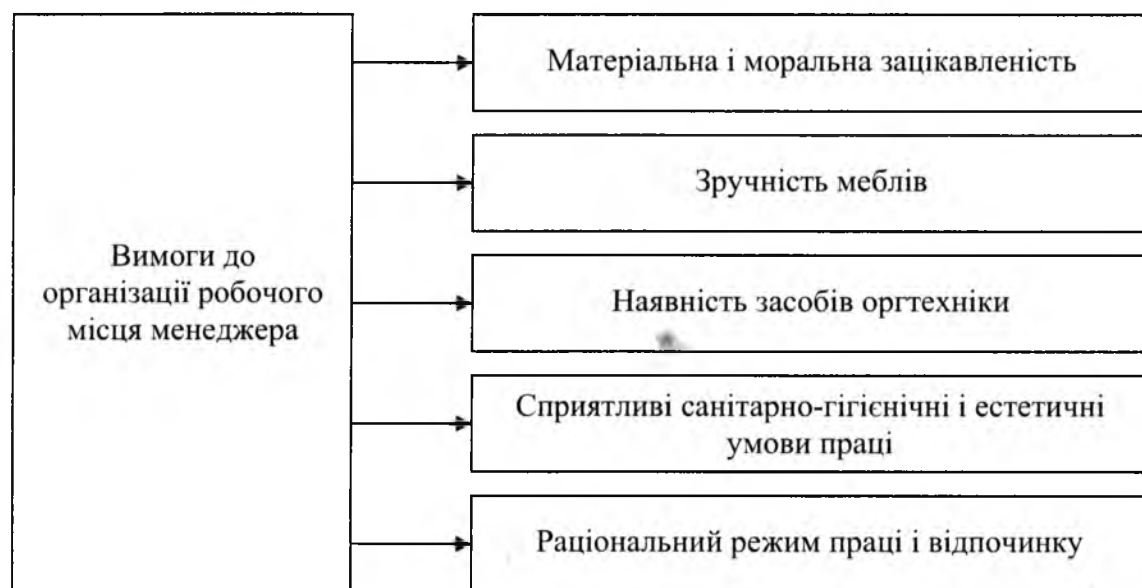 Вимоги до
організації робочого
місця менеджера
Матеріальна і моральна зацікавленість
Зручність меблів
Наявність засобів оргтехніки
Сприятливі санітарно-гігієнічні і естетичні
умови праці
Раціональний режим праці і відпочинку